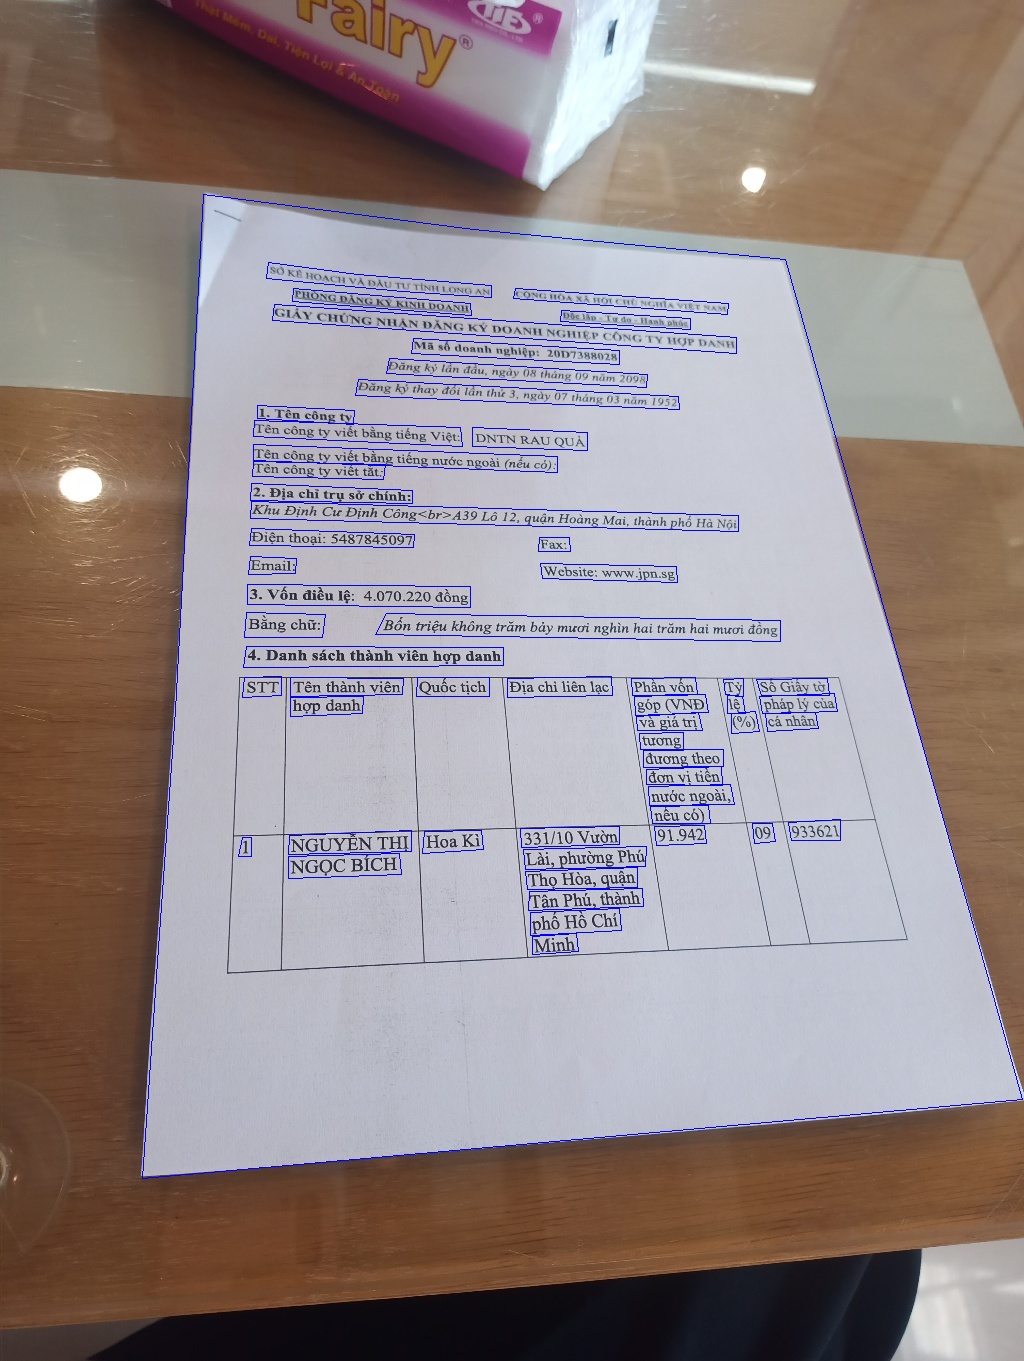 Fairy®
Thật Mềm, Dai, Tiện Lợi & An Toàn
SỞ KẾ HOẠCH VÀ ĐẦU TƯ TỈNH LONG AN
PHÒNG ĐĂNG KÝ KINH DOANH
CỘNG HÒA XÃ HỘI CHỦ NGHĨA VIỆT NAM
Độc lập - Tự do - Hạnh phúc
GIẤY CHỨNG NHẬN ĐĂNG KÝ DOANH NGHIỆP CÔNG TY HỢP DANH
Mã số doanh nghiệp: 20D7388028
Đăng ký lần đầu, ngày 08 tháng 09 năm 2098
Đăng ký thay đổi lần thứ 3, ngày 07 tháng 03 năm 1952
1. Tên công ty
Tên công ty viết bằng tiếng Việt: DNTN RAU QUẢ
Tên công ty viết bằng tiếng nước ngoài (nếu có):
Tên công ty viết tắt:
2. Địa chỉ trụ sở chính:
Khu Định Cư Định Công<br>A39 Lô 12, quận Hoàng Mai, thành phố Hà Nội
Điện thoại: 5487845097 Fax:
Email: Website: www.jpn.sg
3. Vốn điều lệ: 4.070.220 đồng
Bằng chữ: Bốn triệu không trăm bảy mươi nghìn hai trăm hai mươi đồng
4. Danh sách thành viên hợp danh
STT
Tên thành viên
hợp danh
Quốc tịch
Địa chỉ liên lạc
Phần vốn
góp (VNĐ
và giá trị
tương
đương theo
đơn vị tiền
nước ngoài,
nếu có)
Tỷ
lệ
(%)
Số Giấy tờ
pháp lý của
cá nhân
1
NGUYỄN THỊ
NGỌC BÍCH
Hoa Kì
331/10 Vườn
Lài, phường Phú
Thọ Hòa, quận
Tân Phú, thành
phố Hồ Chí
Minh
91.942
09
933621